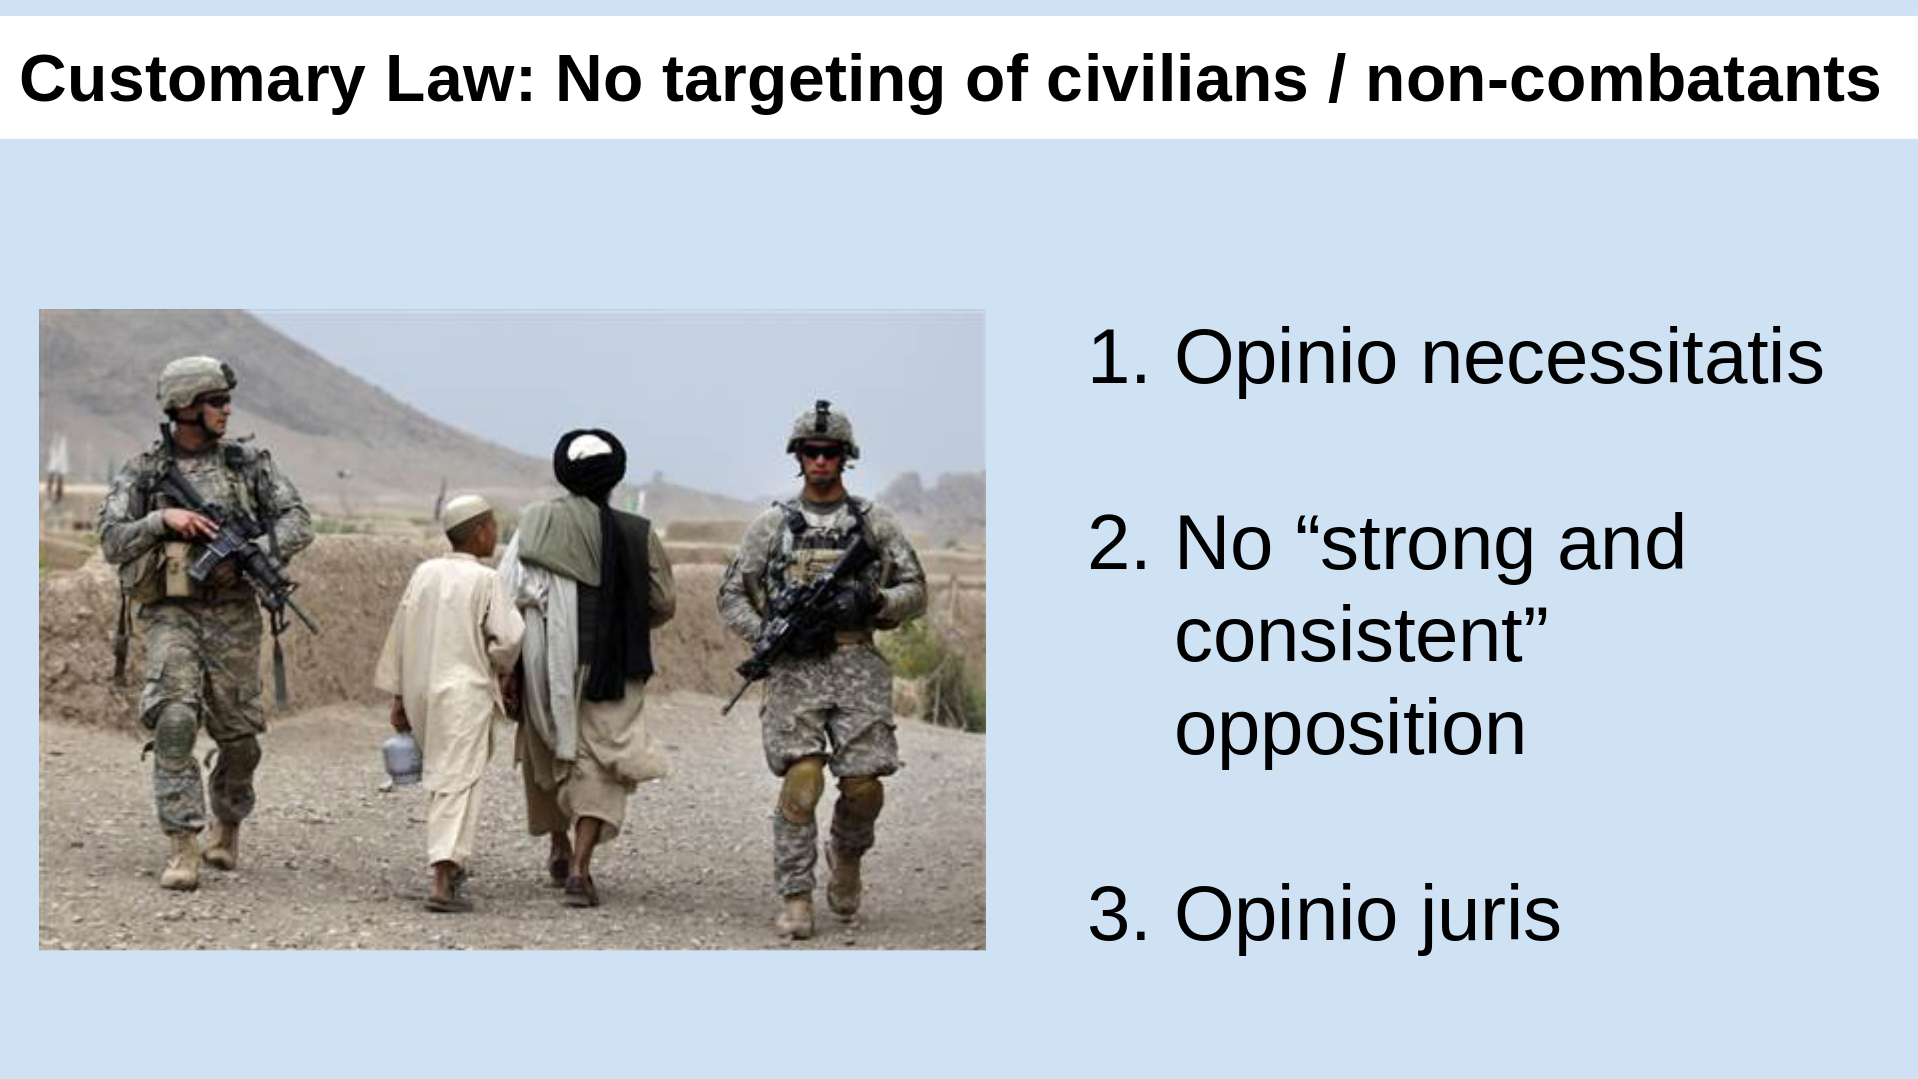 Customary Law: No targeting of civilians / non-combatants
1. Opinio necessitatis
2. No “strong and
consistent”
opposition
3. Opinio juris